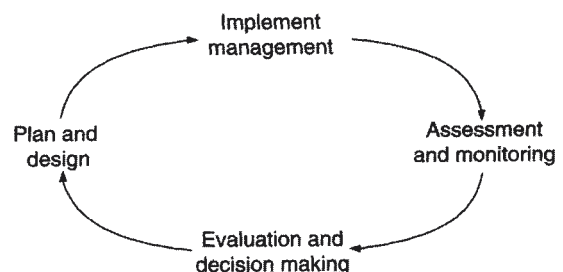 Implement
management
Plan and
design
Assessment
and monitoring
Evaluation and
decision making